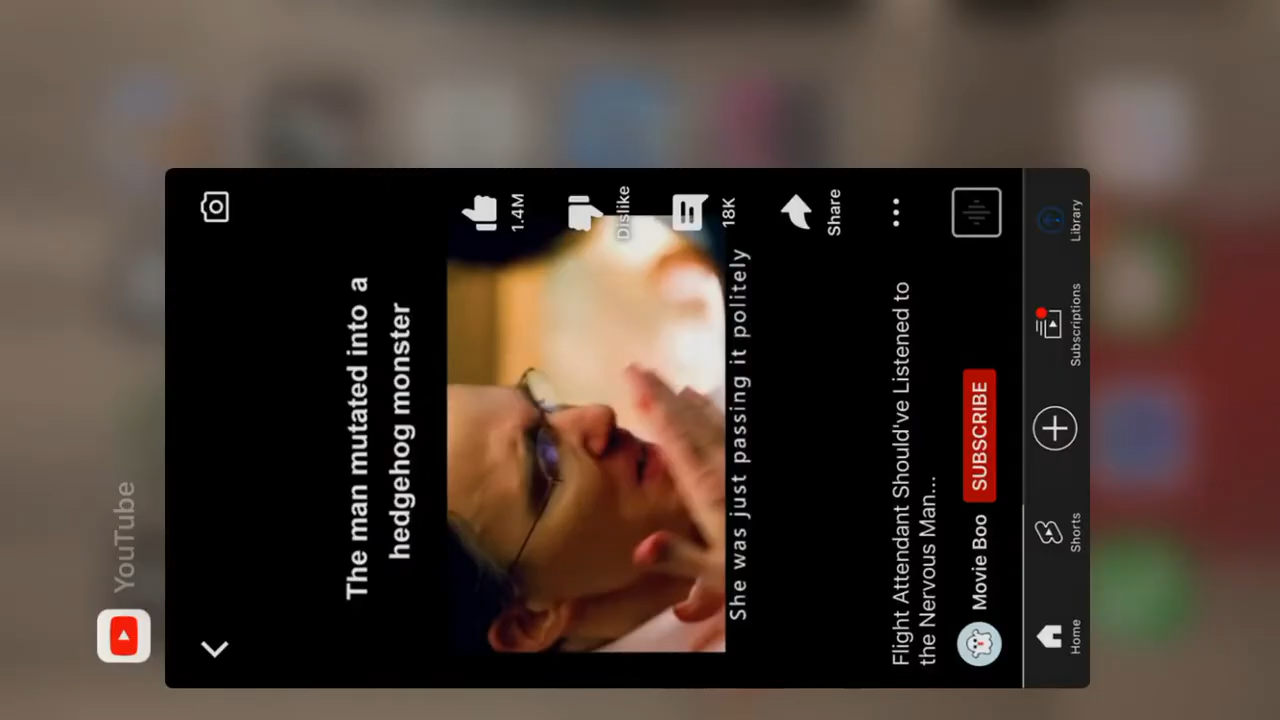 YouTube
The man mutated into a
hedgehog monster
1.4M
Dislike
18K
Share
She was just passing it politely
Flight Attendant Should've Listened to
the Nervous Man...
Movie Boo
SUBSCRIBE
Home
Shorts
Subscriptions
Library